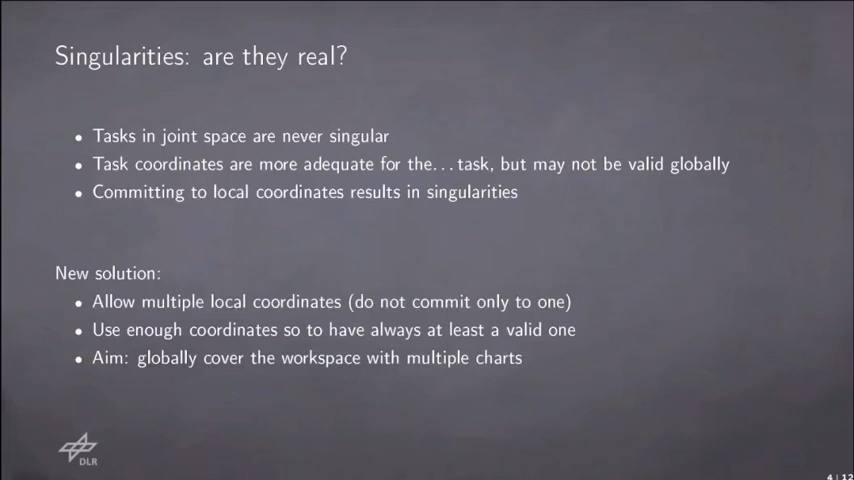 Singularities: are they real?
• Tasks in joint space are never singular
• Task coordinates are more adequate for the...task, but may not be valid globally
• Committing to local coordinates results in singularities
New solution:
• Allow multiple local coordinates (do not commit only to one)
• Use enough coordinates so to have always at least a valid one
• Aim: globally cover the workspace with multiple charts
DLR
4 | 12